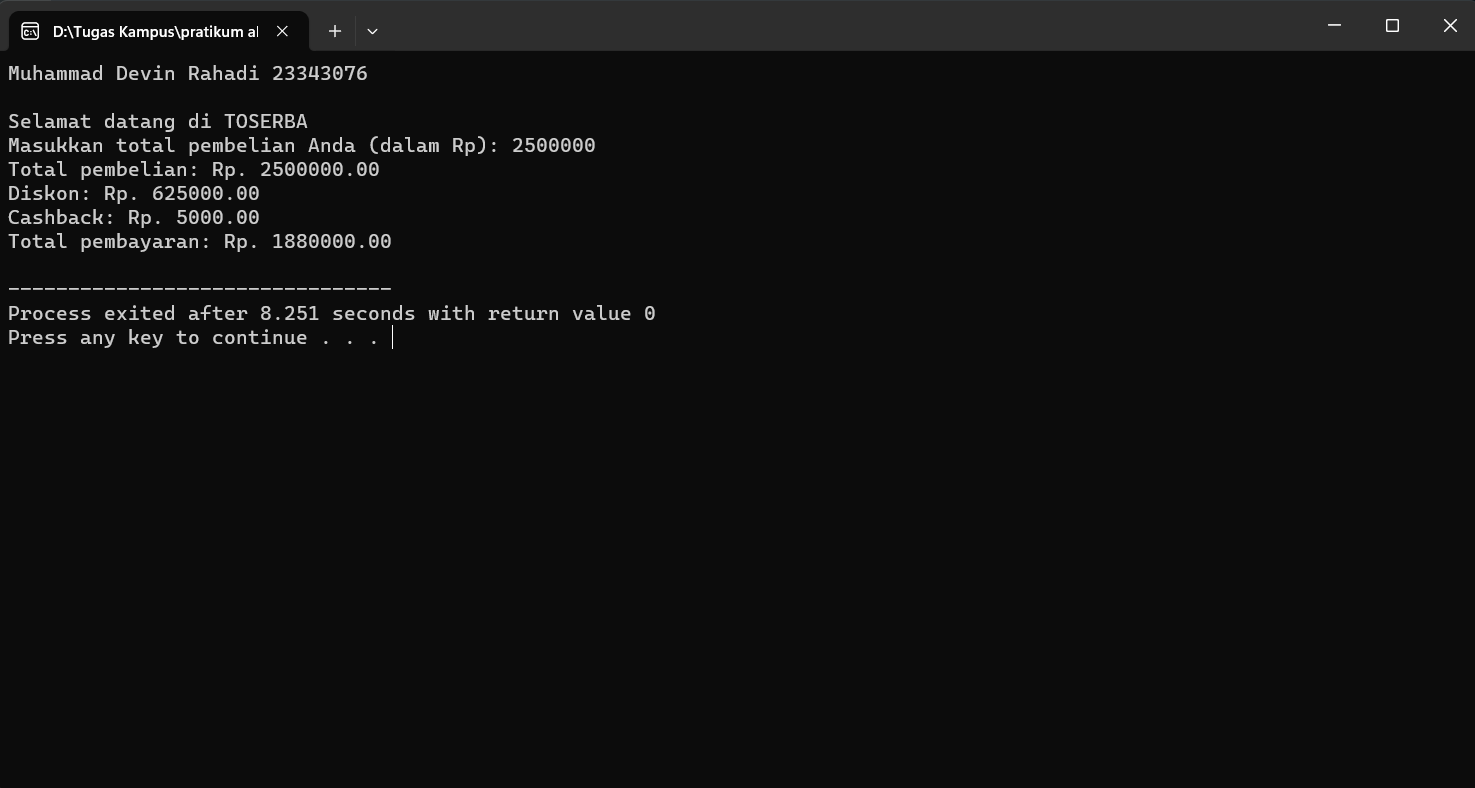 D:\Tugas Kampus\pratikum al
Muhammad Devin Rahadi 23343076
Selamat datang di TOSERBA
Masukkan total pembelian Anda (dalam Rp): 2500000
Total pembelian: Rp. 2500000.00
Diskon: Rp. 625000.00
Cashback: Rp. 5000.00
Total pembayaran: Rp. 1880000.00
--------------------------------
Process exited after 8.251 seconds with return value 0
Press any key to continue . . .